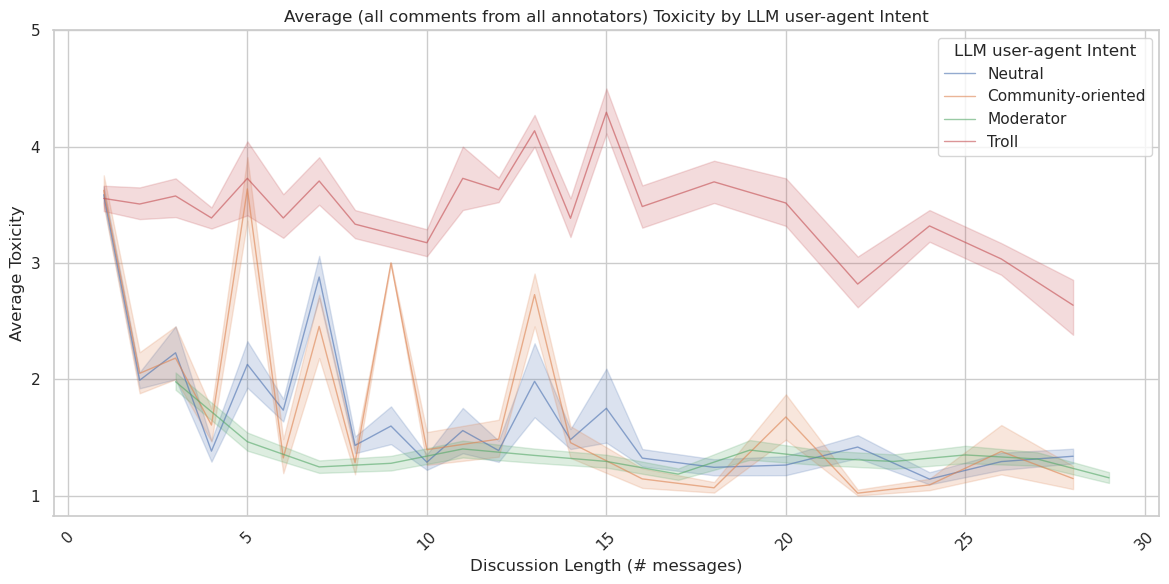 Average (all comments from all annotators) Toxicity by LLM user-agent Intent
5
4
3
2
1
Average Toxicity
LLM user-agent Intent
Neutral
Community-oriented
Moderator
Troll
0
5
10
15
20
25
30
Discussion Length (# messages)